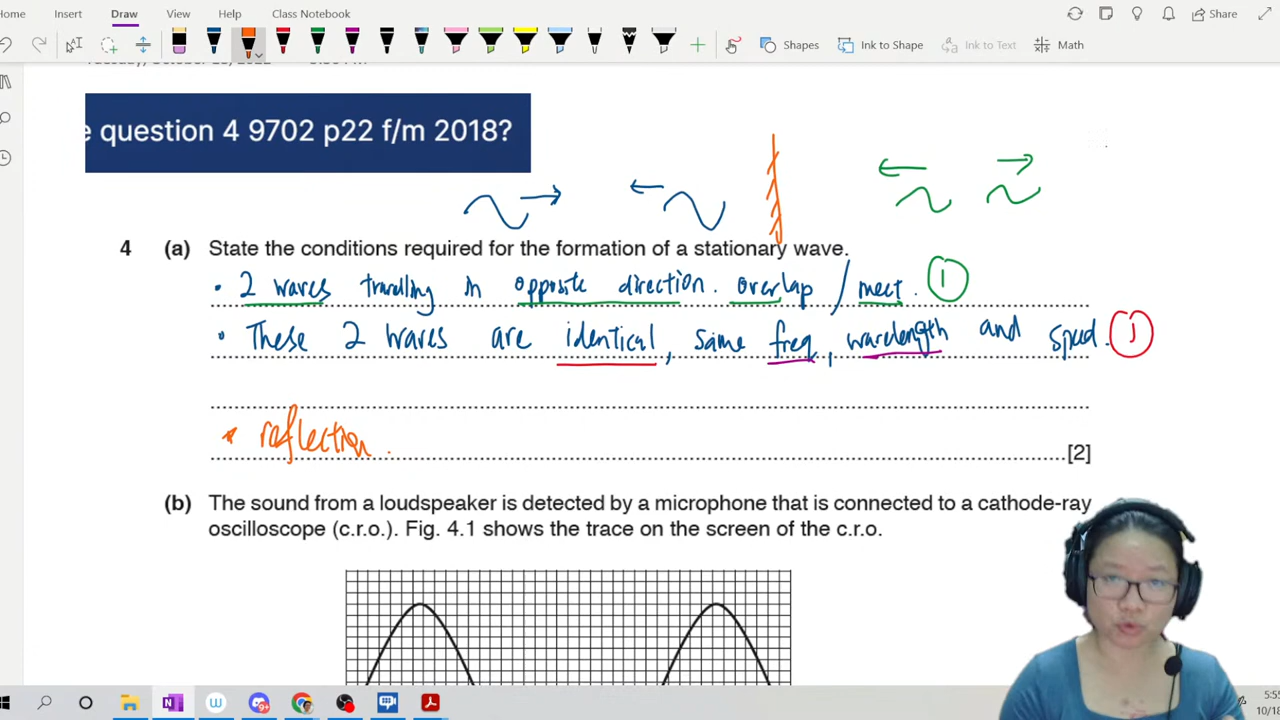 Home Insert Draw View Help Class Notebook Share
Shapes Ink to Shape Ink to Text Math
question 4 9702 p22 f/m 2018?
4 (a) State the conditions required for the formation of a stationary wave.
• 2 waves travelling in opposite direction. overlap / meet. 1
• These 2 waves are identical, same freq, wavelength and speed. 1
* reflection.
[2]
(b) The sound from a loudspeaker is detected by a microphone that is connected to a cathode-ray
oscilloscope (c.r.o.). Fig. 4.1 shows the trace on the screen of the c.r.o.